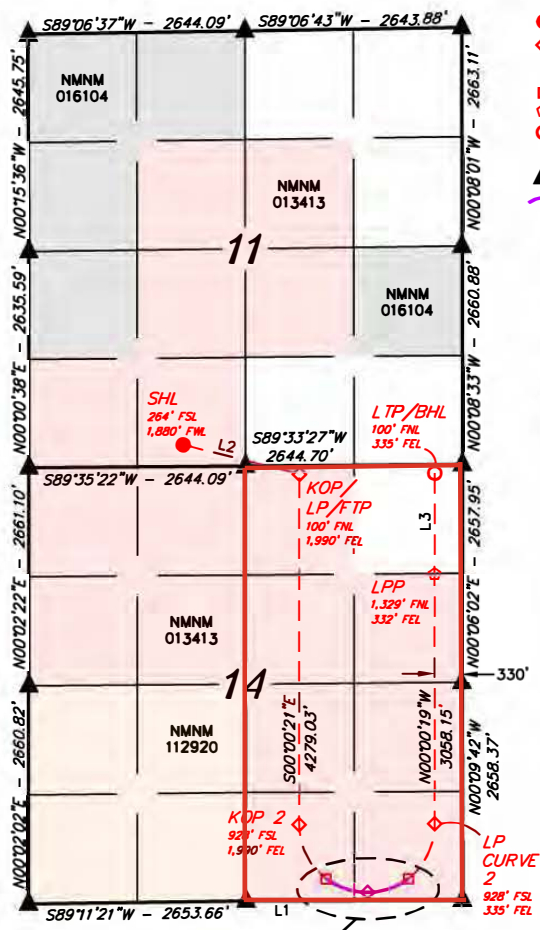 S89°06'37"W - 2644.09'
S89°06'43"W - 2643.88'
N00°15'36"W - 2645.75'
NMNM
016104
N00°08'01"W - 2663.11'
NMNM
013413
11
N00°00'38"E - 2635.59'
NMNM
016104
N00°08'33"W - 2660.88'
SHL
264' FSL
1,880' FWL
L2
S89°33'27"W
2644.70'
LTP/BHL
100' FNL
335' FEL
S89°35'22"W - 2644.09'
KOP/
LP/FTP
100' FNL
1,990' FEL
L3
N00°02'22"E - 2661.10'
N00°06'02"E - 2657.95'
LPP
1,329' FNL
332' FEL
NMNM
013413
14
330'
NMNM
112920
S00°00'21"E
4279.03'
N00°00'19"W
3058.15'
N00°09'42"W
2658.37'
N00°02'02"E - 2660.82'
KOP 2
928' FSL
1,990' FEL
LP
CURVE
2
928' FSL
335' FEL
S89°11'21"W - 2653.66'
L1